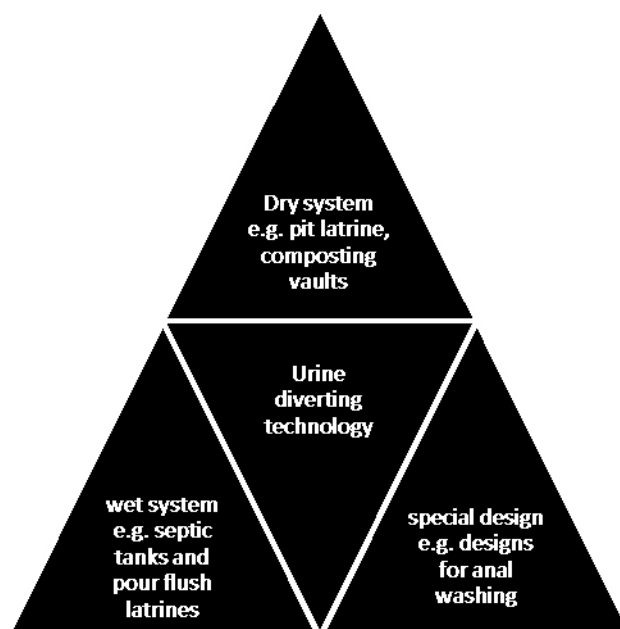 Dry system
e.g. pit latrine,
composting
vaults
Urine
diverting
technology
wet system
e.g. septic
tanks and
pour flush
latrines
special design
e.g. designs
for anal
washing